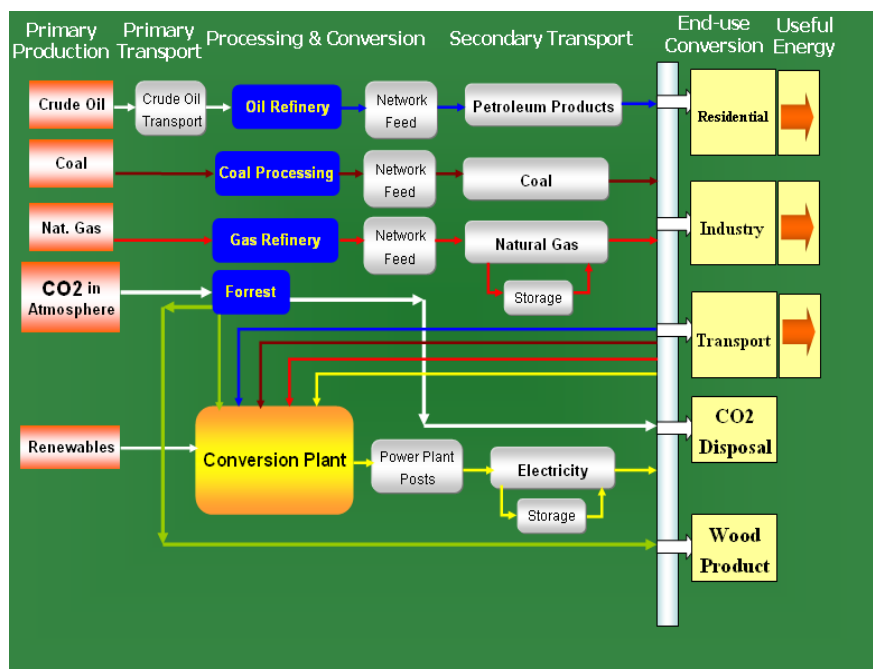 Primary
Production
Primary
Transport
Processing & Conversion
Secondary Transport
End-use
Conversion
Useful
Energy
Crude Oil
Crude Oil
Transport
Oil Refinery
Network
Feed
Petroleum Products
Residential
Coal
Coal Processing
Network
Feed
Coal
Nat. Gas
Gas Refinery
Network
Feed
Natural Gas
Storage
Industry
CO2 in
Atmosphere
Forrest
Transport
Renewables
Conversion Plant
Power Plant
Posts
Electricity
Storage
CO2
Disposal
Wood
Product